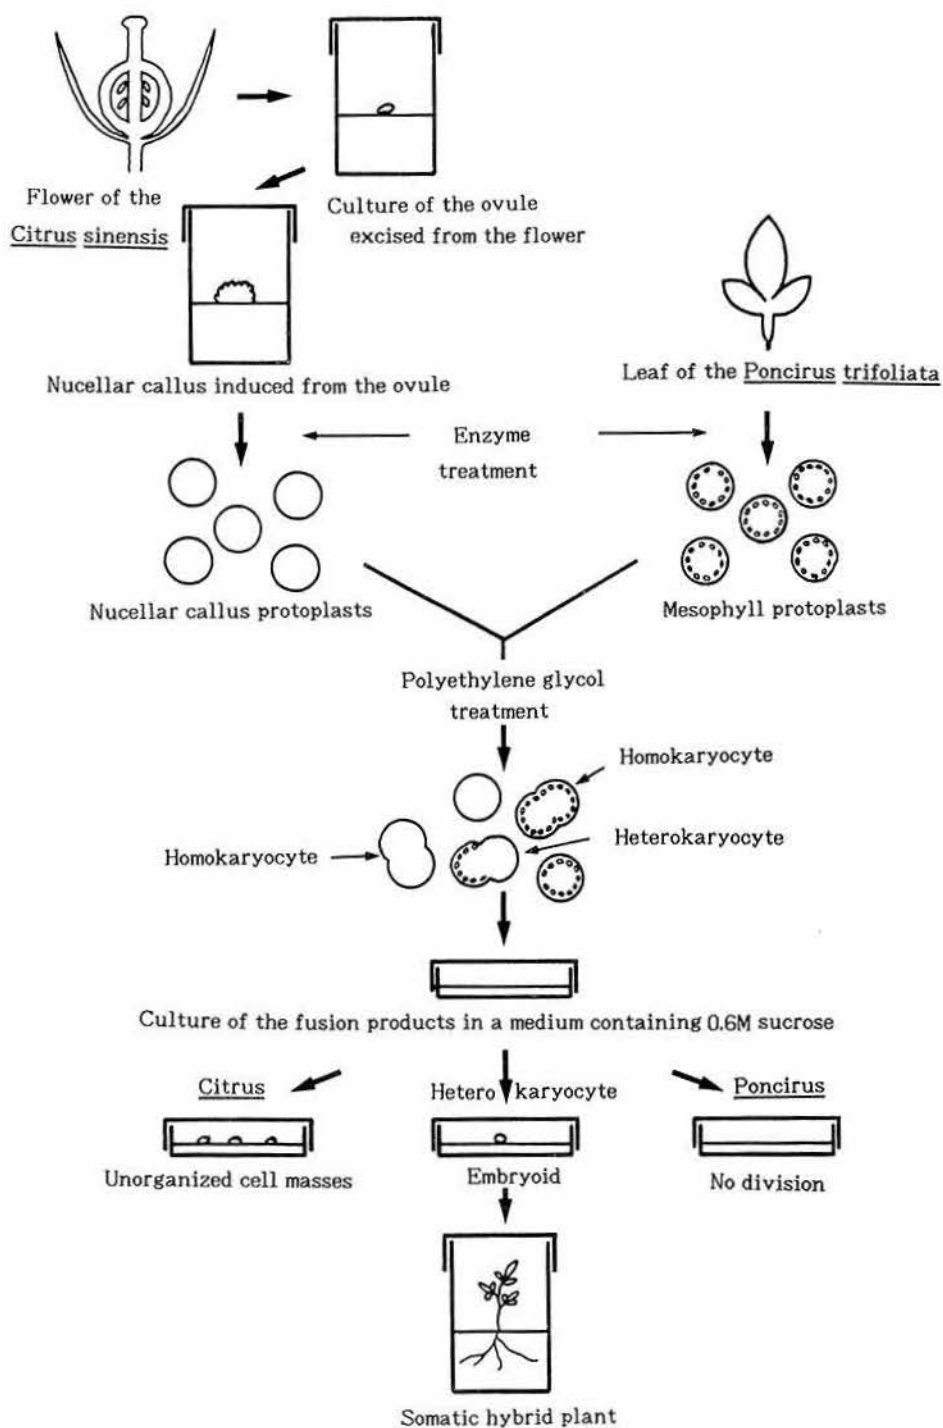 Flower of the
Citrus sinensis
Culture of the ovule
excised from the flower
Nucellar callus induced from the ovule
Leaf of the Poncirus trifoliata
Enzyme
treatment
Nucellar callus protoplasts
Mesophyll protoplasts
Polyethylene glycol
treatment
Homokaryocyte
Homokaryocyte
Heterokaryocyte
Culture of the fusion products in a medium containing 0.6M sucrose
Citrus
Hetero karyocyte
Poncirus
Unorganized cell masses
Embryoid
No division
Somatic hybrid plant